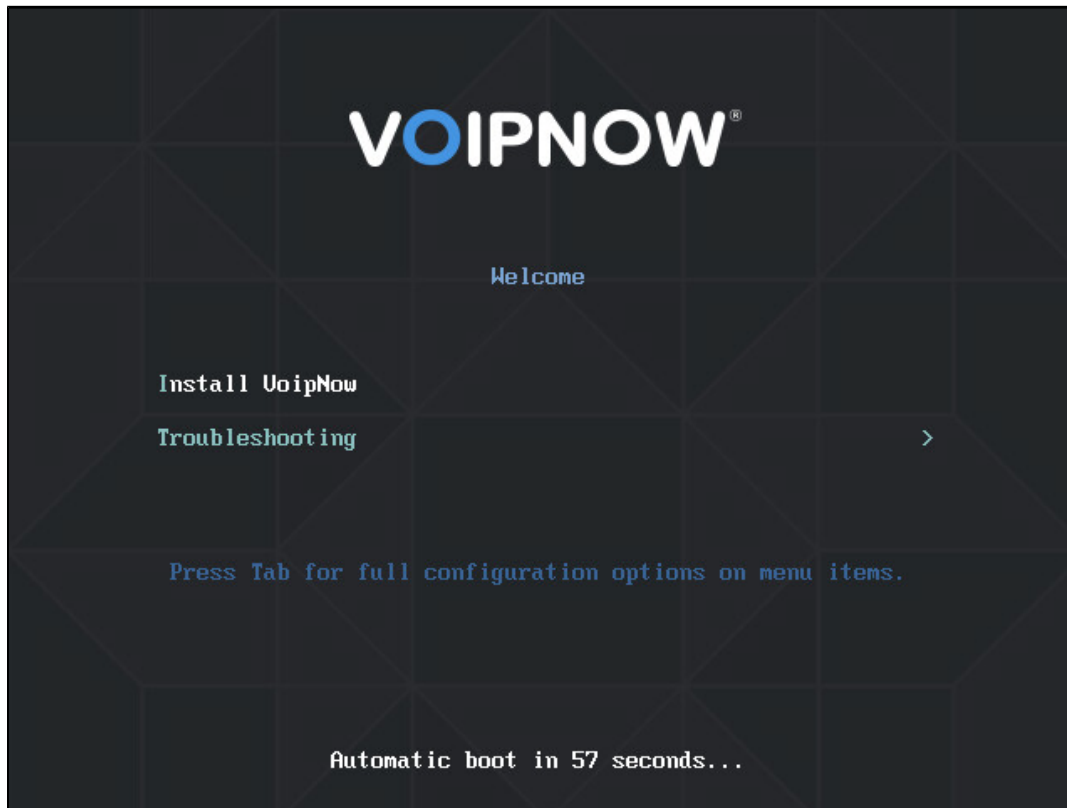 VOIPNOW®
Welcome
Install VoipNow
Troubleshooting >
Press Tab for full configuration options on menu items.
Automatic boot in 57 seconds...